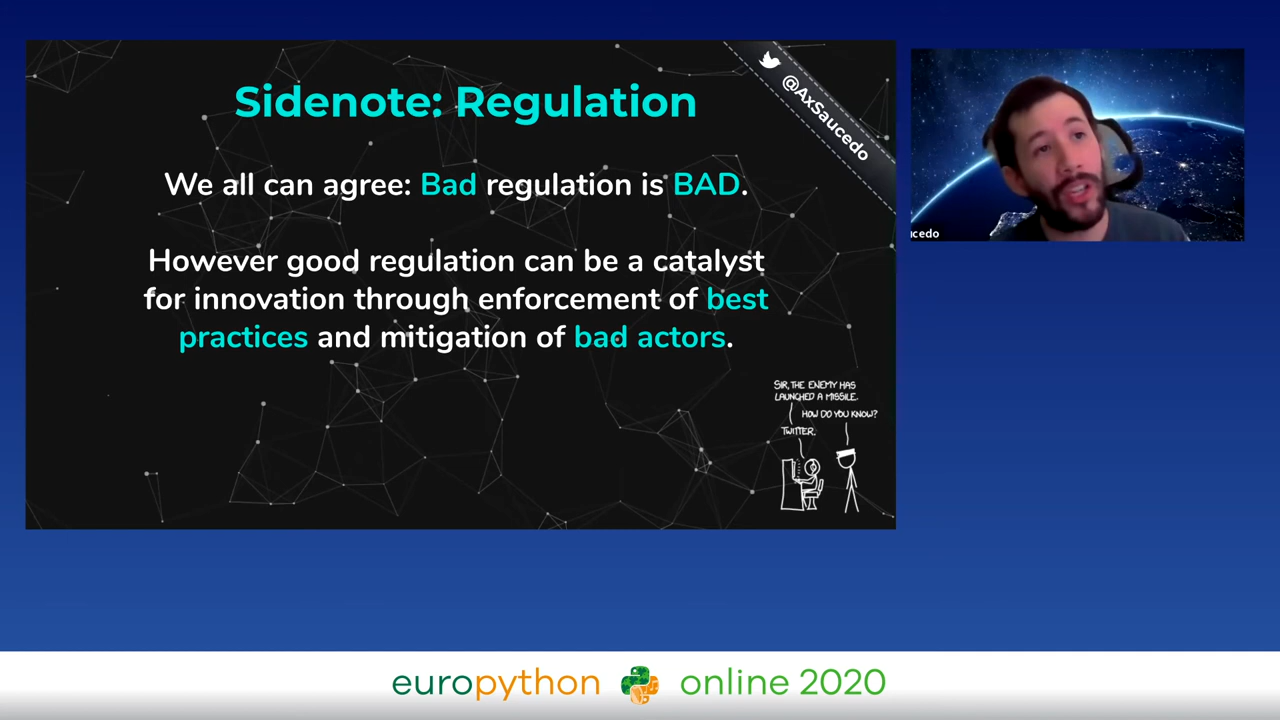 Sidenote: Regulation
@AxSaucedo
We all can agree: Bad regulation is BAD.
However good regulation can be a catalyst
for innovation through enforcement of best
practices and mitigation of bad actors.
SIR, THE ENEMY HAS
LAUNCHED A MISSILE.
HOW DO YOU KNOW?
TWITTER.
ucedo
europython online 2020